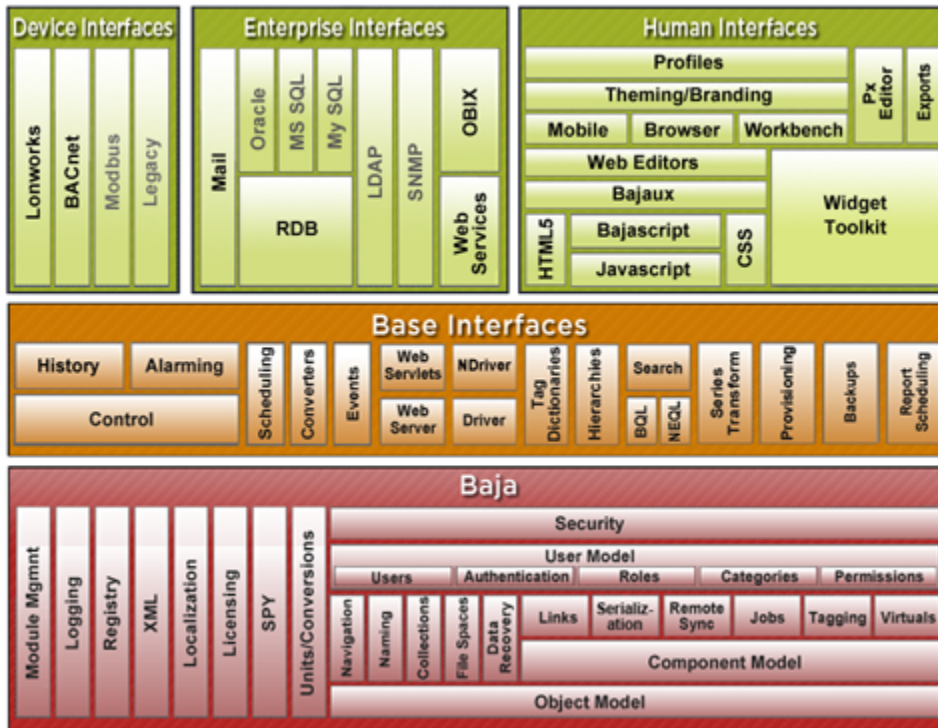 Device Interfaces
Lonworks
BACnet
Modbus
Legacy
Enterprise Interfaces
Mail
Oracle
MS SQL
My SQL
RDB
LDAP
SNMP
OBIX
Web
Services
Human Interfaces
Profiles
Theming/Branding
Mobile
Browser
Workbench
Px
Editor
Exports
Web Editors
Bajaux
HTML5
Bajascript
Javascript
CSS
Widget
Toolkit
Base Interfaces
History
Alarming
Control
Scheduling
Converters
Events
Web
Servlets
Web
Server
NDriver
Driver
Tag
Dictionaries
Hierarchies
Search
BQL
NEQL
Series
Transform
Provisioning
Backups
Report
Scheduling
Baja
Module Mgmnt
Logging
Registry
XML
Localization
Licensing
SPY
Units/Conversions
Security
User Model
Users
Authentication
Roles
Categories
Permissions
Navigation
Naming
Collections
File Spaces
Data
Recovery
Links
Serializ-
ation
Remote
Sync
Jobs
Tagging
Virtuals
Component Model
Object Model